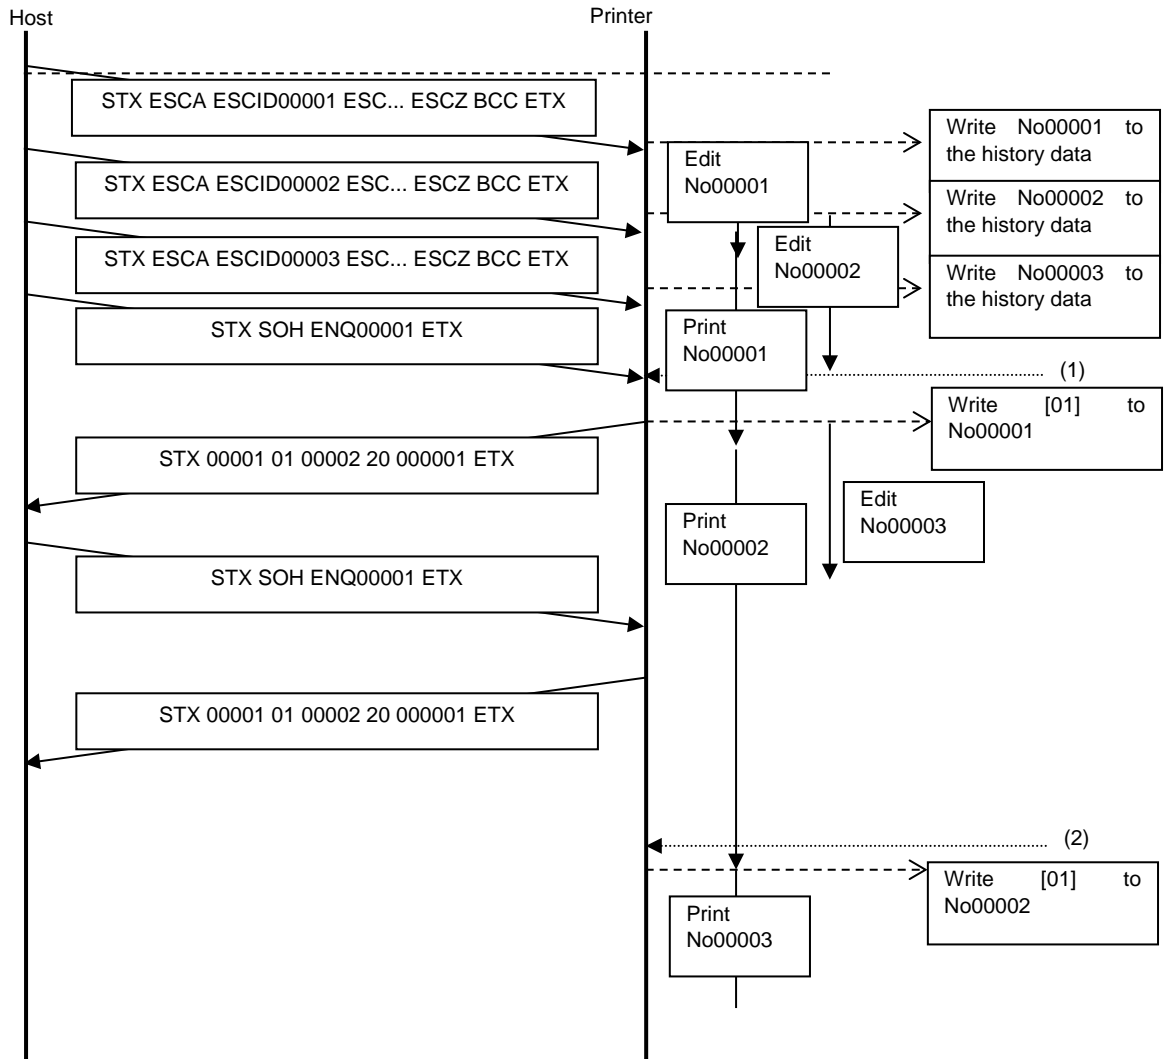 Host
Printer
STX ESCA ESCID00001 ESC... ESCZ BCC ETX
Write No00001 to
the history data
Edit
No00001
STX ESCA ESCID00002 ESC... ESCZ BCC ETX
Write No00002 to
the history data
Edit
No00002
STX ESCA ESCID00003 ESC... ESCZ BCC ETX
Write No00003 to
the history data
STX SOH ENQ00001 ETX
Print
No00001
(1)
Write [01] to
No00001
STX 00001 01 00002 20 000001 ETX
Edit
No00003
Print
No00002
STX SOH ENQ00001 ETX
STX 00001 01 00002 20 000001 ETX
(2)
Write [01] to
No00002
Print
No00003